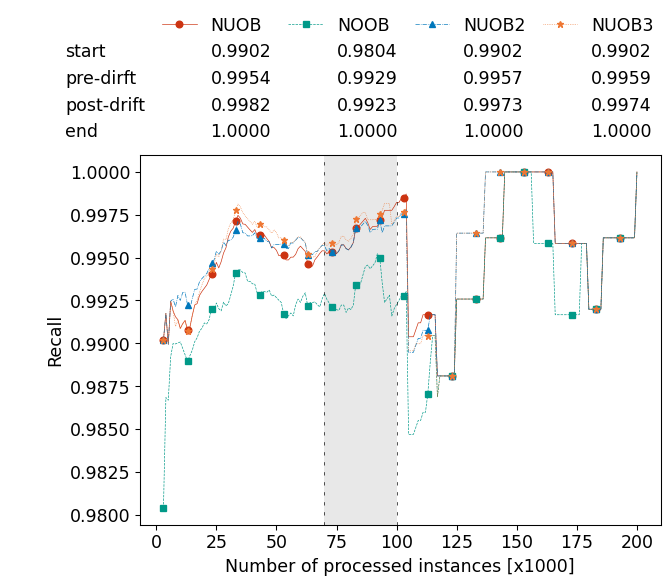 NUOB NOOB NUOB2 NUOB3
start 0.9902 0.9804 0.9902 0.9902
pre-dirft 0.9954 0.9929 0.9957 0.9959
post-drift 0.9982 0.9923 0.9973 0.9974
end 1.0000 1.0000 1.0000 1.0000
1.0000
0.9975
0.9950
0.9925
0.9900
0.9875
0.9850
0.9825
0.9800
Recall
0 25 50 75 100 125 150 175 200
Number of processed instances [x1000]